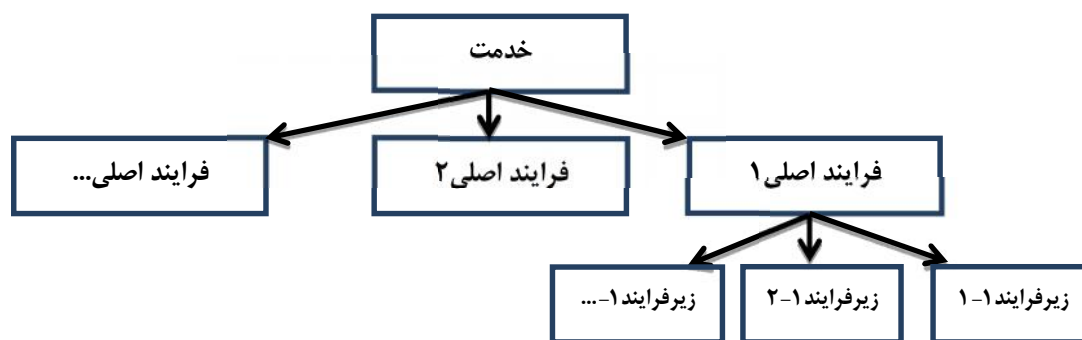 خدمت
فرایند اصلی۱
فرایند اصلی۲
فرایند اصلی...
زیرفرایند۱-۱
زیرفرایند۱-۲
زیرفرایند۱-...